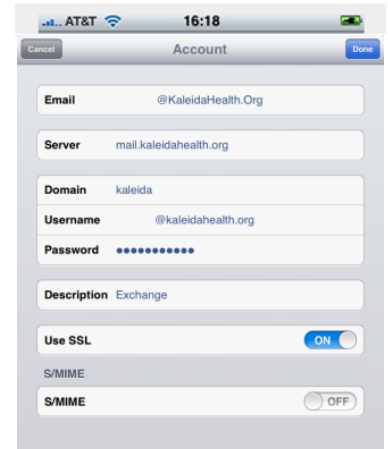 AT&T 16:18
Cancel Account Done
Email @KaleidaHealth.Org
Server mail.kaleidahealth.org
Domain kaleida
Username @kaleidahealth.org
Password •••••••••••
Description Exchange
Use SSL ON
S/MIME
S/MIME OFF